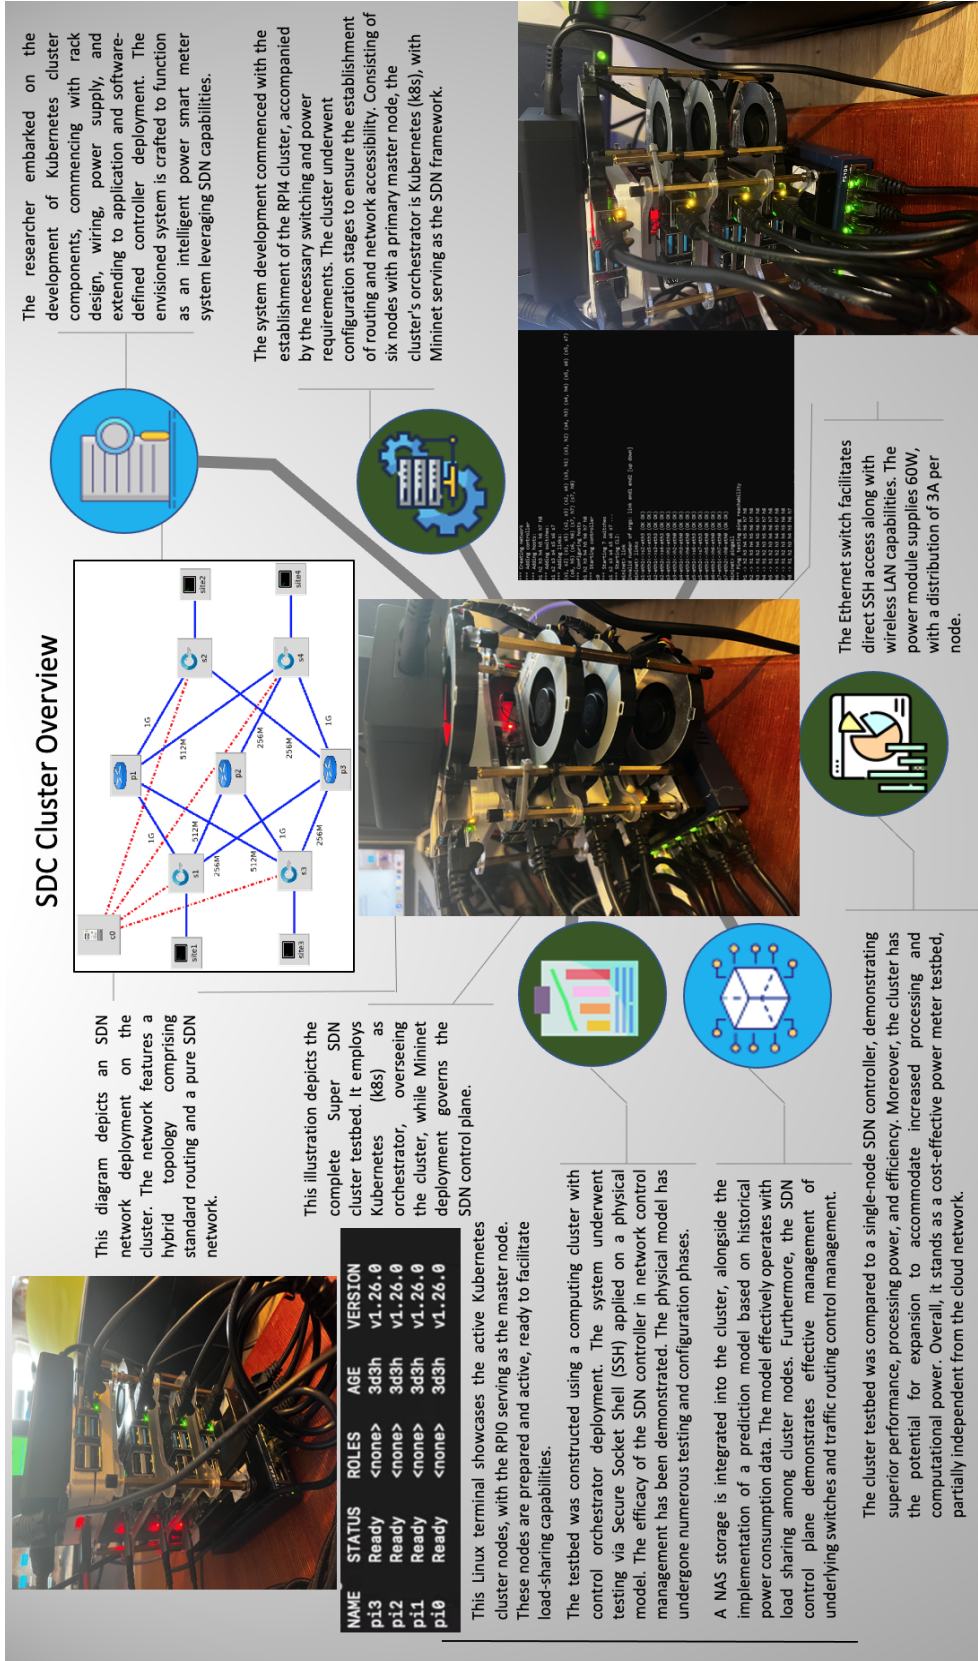 SDC Cluster Overview
This diagram depicts an SDN
network deployment on the
cluster. The network features a
hybrid topology comprising
standard routing and a pure SDN
network.
c0
site1
site3
s1
s3
p1
p2
p3
s2
s4
site2
site4
1G
512M
256M
512M
1G
256M
1G
512M
256M
256M
1G
The researcher embarked on the
development of Kubernetes cluster
components, commencing with rack
design, wiring, power supply, and
extending to application and software-
defined controller deployment. The
envisioned system is crafted to function
as an intelligent power smart meter
system leveraging SDN capabilities.
The system development commenced with the
establishment of the RPI4 cluster, accompanied
by the necessary switching and power
requirements. The cluster underwent
configuration stages to ensure the establishment
of routing and network accessibility. Consisting of
six nodes with a primary master node, the
cluster's orchestrator is Kubernetes (k8s), with
Mininet serving as the SDN framework.
This illustration depicts the
complete Super SDN
cluster testbed. It employs
Kubernetes (k8s) as
orchestrator, overseeing
the cluster, while Mininet
deployment governs the
SDN control plane.
NAME STATUS ROLES AGE VERSION
pi3 Ready <none> 3d3h v1.26.0
pi2 Ready <none> 3d3h v1.26.0
pi1 Ready <none> 3d3h v1.26.0
pi0 Ready <none> 3d3h v1.26.0
This Linux terminal showcases the active Kubernetes
cluster nodes, with the RPI0 serving as the master node.
These nodes are prepared and active, ready to facilitate
load-sharing capabilities.
The testbed was constructed using a computing cluster with
control orchestrator deployment. The system underwent
testing via Secure Socket Shell (SSH) applied on a physical
model. The efficacy of the SDN controller in network control
management has been demonstrated. The physical model has
undergone numerous testing and configuration phases.
A NAS storage is integrated into the cluster, alongside the
implementation of a prediction model based on historical
power consumption data. The model effectively operates with
load sharing among cluster nodes. Furthermore, the SDN
control plane demonstrates effective management of
underlying switches and traffic routing control management.
The Ethernet switch facilitates
direct SSH access along with
wireless LAN capabilities. The
power module supplies 60W,
with a distribution of 3A per
node.
The cluster testbed was compared to a single-node SDN controller, demonstrating
superior performance, processing power, and efficiency. Moreover, the cluster has
the potential for expansion to accommodate increased processing and
computational power. Overall, it stands as a cost-effective power meter testbed,
partially independent from the cloud network.